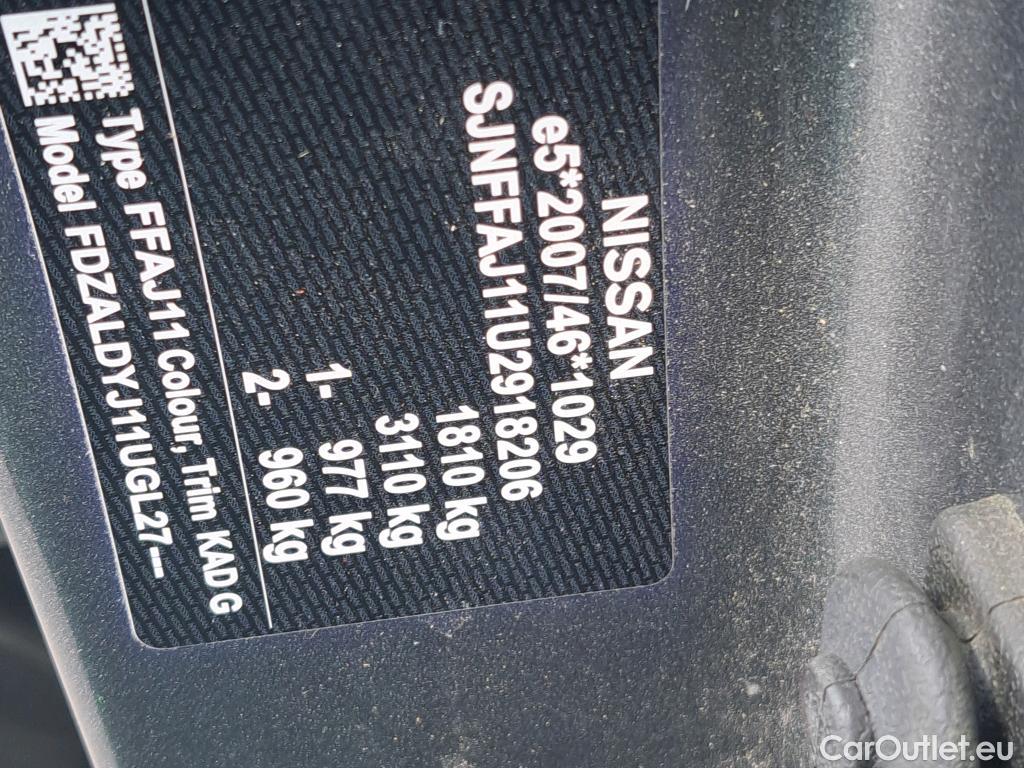 NISSAN
e5*2007/46*1029
SJNFFAJ11U2918206
1810 kg
3110 kg
1- 977 kg
2- 960 kg
Type FFAJ11 Colour, Trim KAD G
Model FDZALDYJ11UGL27---
CarOutlet.eu